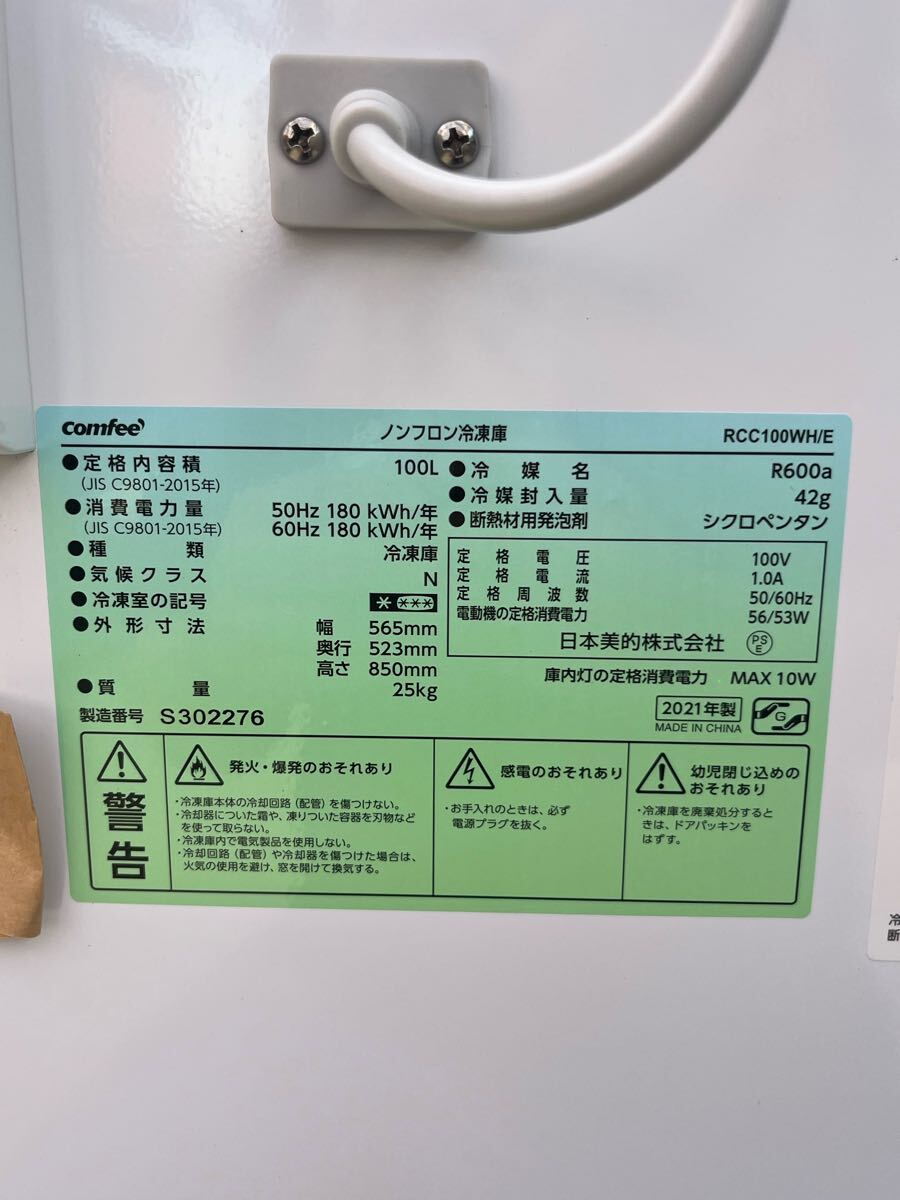 comfee' ノンフロン冷凍庫 RCC100WH/E
●定格内容積 100L
(JIS C9801-2015年)
●消費電力量 50Hz 180 kWh/年
(JIS C9801-2015年) 60Hz 180 kWh/年
●種類 冷凍庫
●気候クラス N
●冷凍室の記号 * ***
●外形寸法 幅 565mm
奥行 523mm
高さ 850mm
●質量 25kg
製造番号 S302276
●冷媒名 R600a
●冷媒封入量 42g
●断熱材用発泡剤 シクロペンタン
定格電圧 100V
定格電流 1.0A
定格周波数 50/60Hz
電動機の定格消費電力 56/53W
日本美的株式会社 PSE
庫内灯の定格消費電力 MAX 10W
2021年製
MADE IN CHINA
G
警告
発火・爆発のおそれあり
・冷凍庫本体の冷却回路（配管）を傷つけない。
・冷却器についた霜や、凍りついた容器を刃物など
を使って取らない。
・冷凍庫内で電気製品を使用しない。
・冷却回路（配管）や冷却器を傷つけた場合は、
火気の使用を避け、窓を開けて換気する。
感電のおそれあり
・お手入れのときは、必ず
電源プラグを抜く。
幼児閉じ込めの
おそれあり
・冷凍庫を廃棄処分すると
きは、ドアパッキンを
はずす。
冷
断